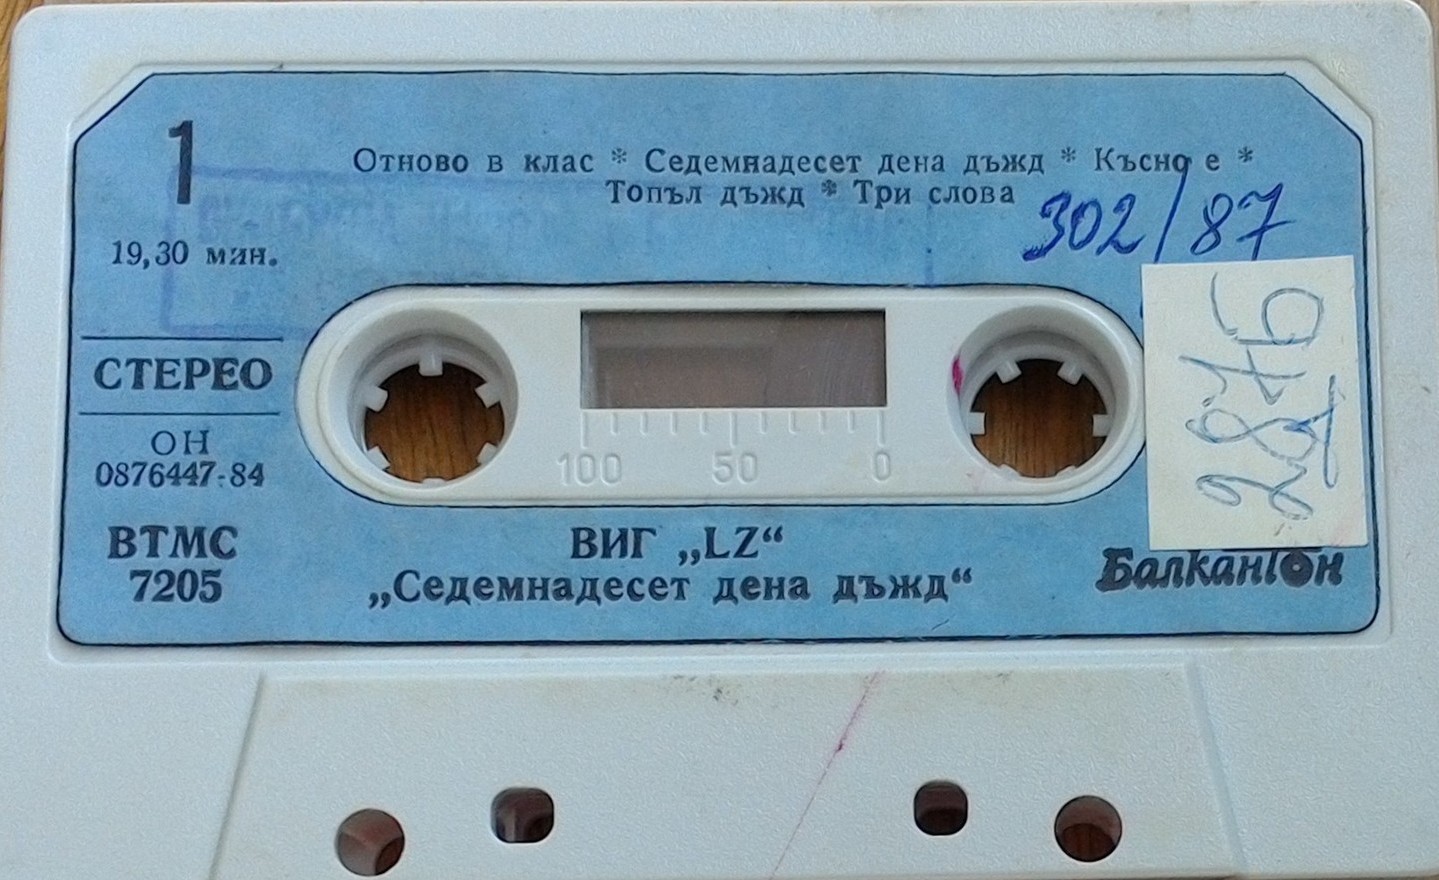 1
Отново в клас * Седемнадесет дена дъжд * Късно е *
Топъл дъжд * Три слова
302/87
19,30 мин.
2876
СТЕРЕО
ОН
0876447-84
100 50 0
ВТМС
7205
ВИГ „LZ“
„Седемнадесет дена дъжд“
Балкантон